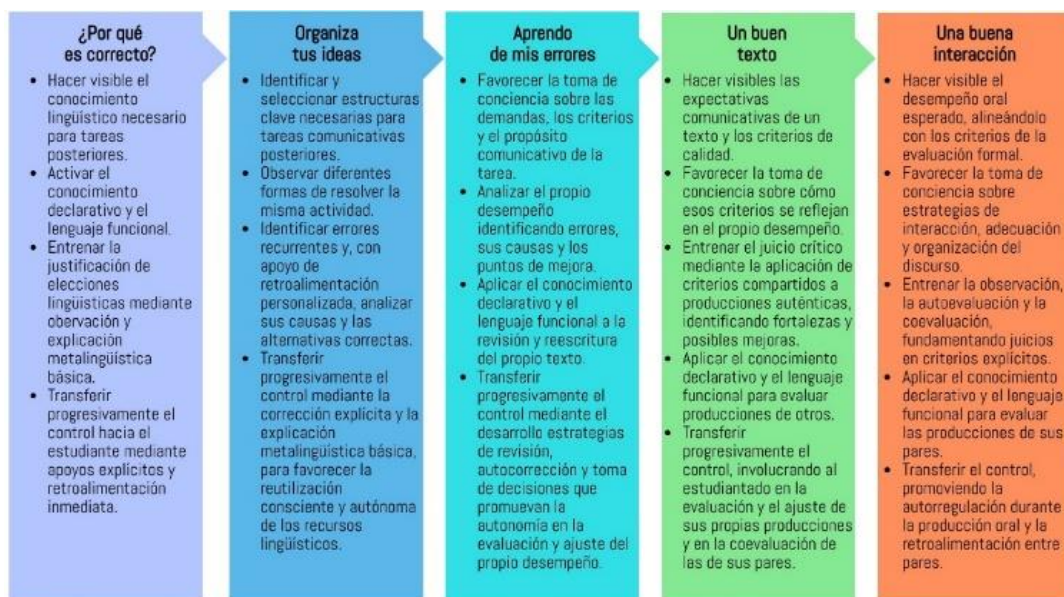 ¿Por qué
es correcto?
• Hacer visible el
conocimiento
lingüístico necesario
para tareas
posteriores.
• Activar el
conocimiento
declarativo y el
lenguaje funcional.
• Entrenar la
justificación de
elecciones
lingüísticas mediante
obervación y
explicación
metalingüística
básica.
• Transferir
progresivamente el
control hacia el
estudiante mediante
apoyos explícitos y
retroalimentación
inmediata.
Organiza
tus ideas
• Identificar y
seleccionar estructuras
clave necesarias para
tareas comunicativas
posteriores.
• Observar diferentes
formas de resolver la
misma actividad.
• Identificar errores
recurrentes y, con
apoyo de
retroalimentación
personalizada, analizar
sus causas y las
alternativas correctas.
• Transferir
progresivamente el
control mediante la
corrección explícita y la
explicación
metalingüística básica,
para favorecer la
reutilización
consciente y autónoma
de los recursos
lingüísticos.
Aprendo
de mis errores
• Favorecer la toma de
conciencia sobre las
demandas, los criterios
y el propósito
comunicativo de la
tarea.
• Analizar el propio
desempeño
identificando errores,
sus causas y los
puntos de mejora.
• Aplicar el conocimiento
declarativo y el
lenguaje funcional a la
revisión y reescritura
del propio texto.
• Transferir
progresivamente el
control mediante el
desarrollo estrategias
de revisión,
autocorrección y toma
de decisiones que
promuevan la
autonomía en la
evaluación y ajuste del
propio desempeño.
Un buen
texto
• Hacer visibles las
expectativas
comunicativas de un
texto y los criterios de
calidad.
• Favorecer la toma de
conciencia sobre cómo
esos criterios se reflejan
en el propio desempeño.
• Entrenar el juicio crítico
mediante la aplicación de
criterios compartidos a
producciones auténticas,
identificando fortalezas y
posibles mejoras.
• Aplicar el conocimiento
declarativo y el lenguaje
funcional para evaluar
producciones de otros.
• Transferir
progresivamente el
control, involucrando al
estudiantado en la
evaluación y el ajuste de
sus propias producciones
y en la coevaluación de
las de sus pares.
Una buena
interacción
• Hacer visible el
desempeño oral
esperado, alineándolo
con los criterios de la
evaluación formal.
• Favorecer la toma de
conciencia sobre
estrategias de
interacción, adecuación
y organización del
discurso.
• Entrenar la observación,
la autoevaluación y la
coevaluación,
fundamentando juicios
en criterios explícitos.
• Aplicar el conocimiento
declarativo y el lenguaje
funcional para evaluar
las producciones de sus
pares.
• Transferir el control,
promoviendo la
autorregulación durante
la producción oral y la
retroalimentación entre
pares.